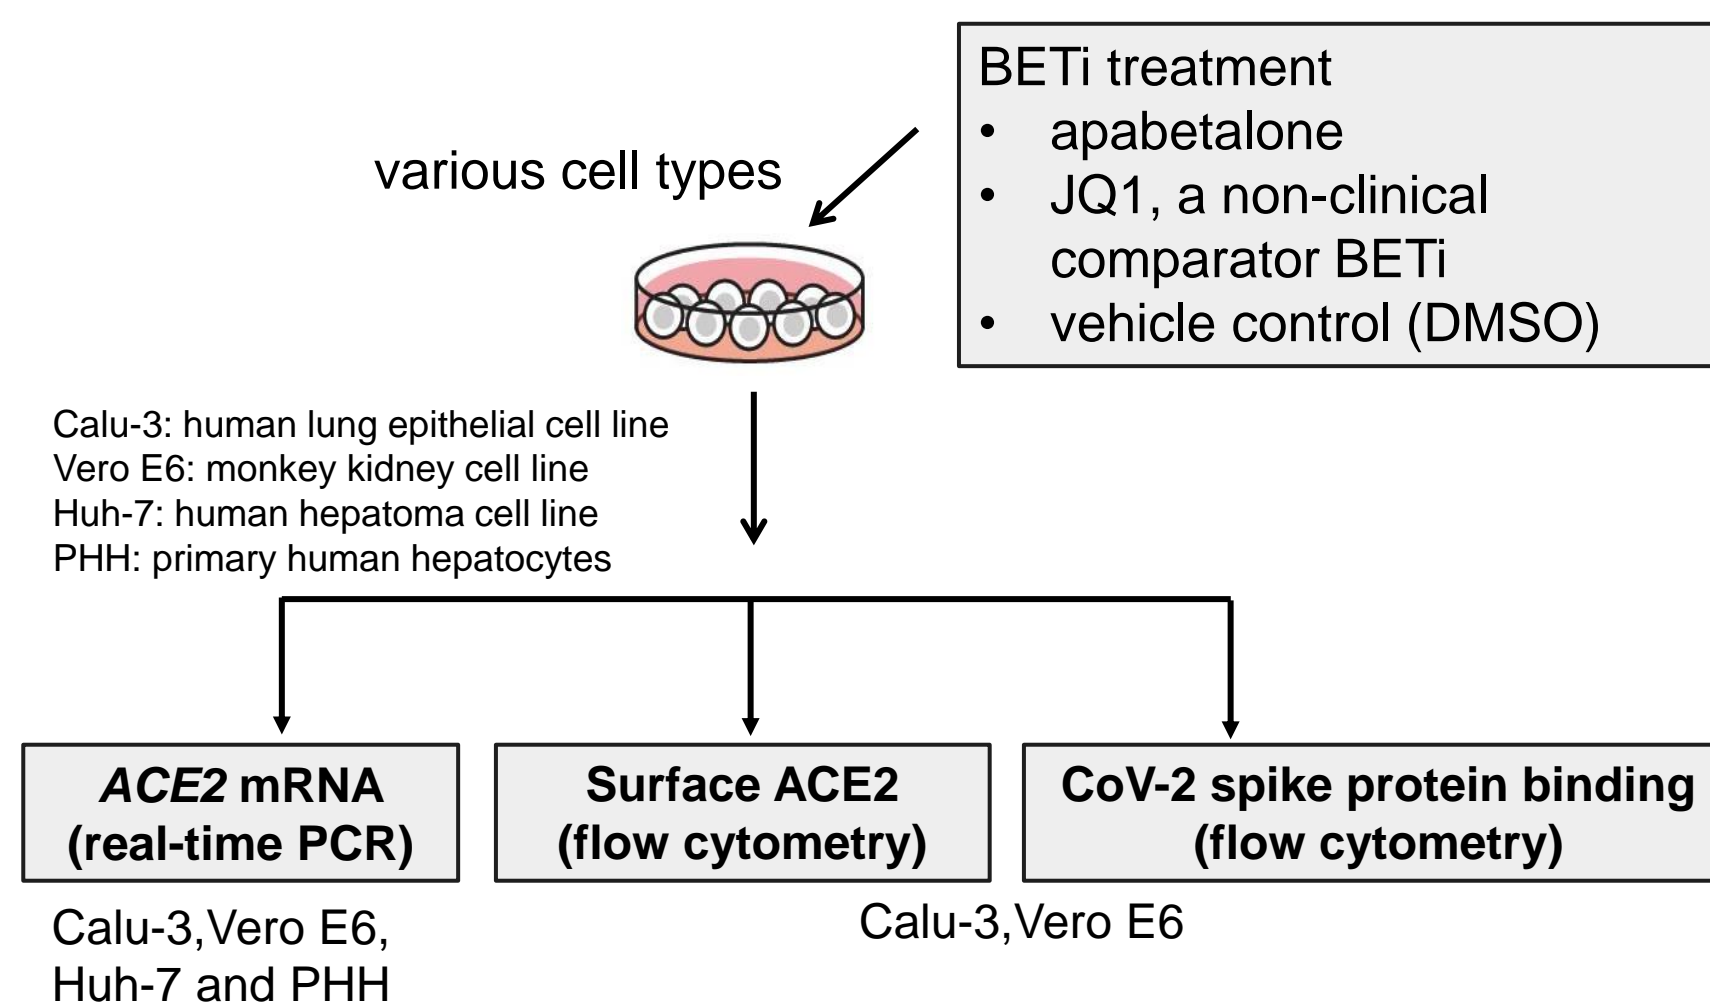 BETi treatment
• apabetalone
• JQ1, a non-clinical
comparator BETi
• vehicle control (DMSO)
various cell types
Calu-3: human lung epithelial cell line
Vero E6: monkey kidney cell line
Huh-7: human hepatoma cell line
PHH: primary human hepatocytes
ACE2 mRNA
(real-time PCR)
Surface ACE2
(flow cytometry)
CoV-2 spike protein binding
(flow cytometry)
Calu-3,Vero E6,
Huh-7 and PHH
Calu-3,Vero E6